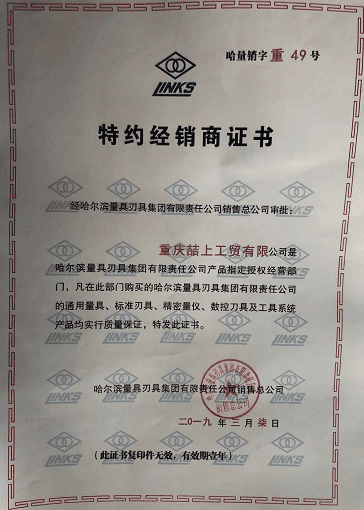 哈量销字重49号
LINKS
特约经销商证书
经哈尔滨量具刃具集团有限责任公司销售总公司审批:
重庆喆上工贸有限公司是
哈尔滨量具刃具集团有限责任公司产品指定授权经营部
门,凡在此部门购买的哈尔滨量具刃具集团有限责任公司
的通用量具、标准刃具、精密量仪、数控刀具及工具系统
产品均实行质量保证,特发此证书。
哈尔滨量具刃具集团有限责任公司销售总公司
二〇一九年三月柒日
(此证书复印件无效,有效期壹年)